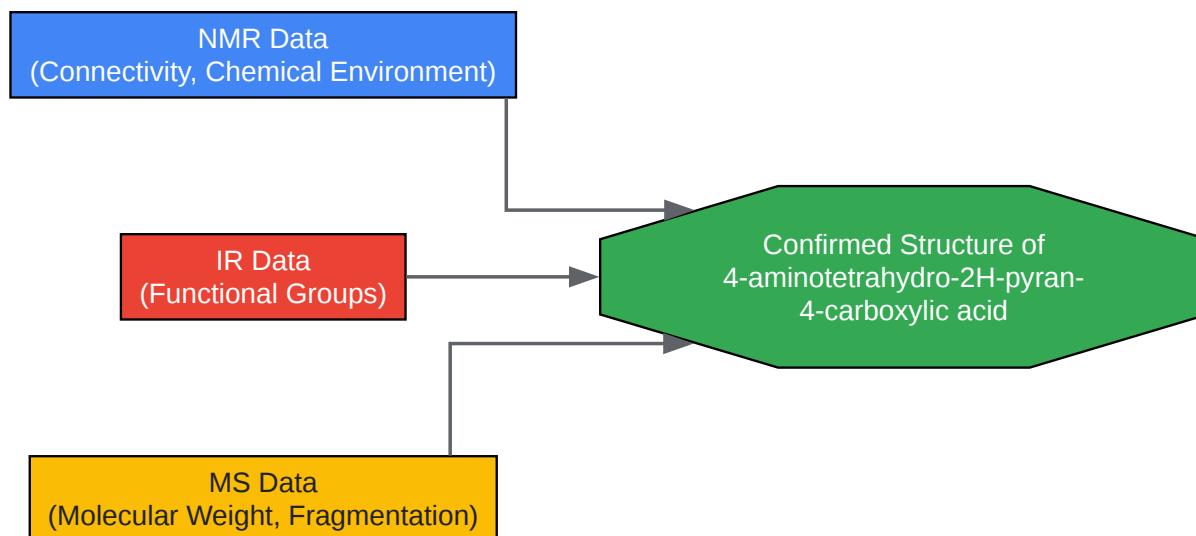 NMR Data
(Connectivity, Chemical Environment)
IR Data
(Functional Groups)
Confirmed Structure of
4-aminotetrahydro-2H-pyran-
4-carboxylic acid
MS Data
(Molecular Weight, Fragmentation)